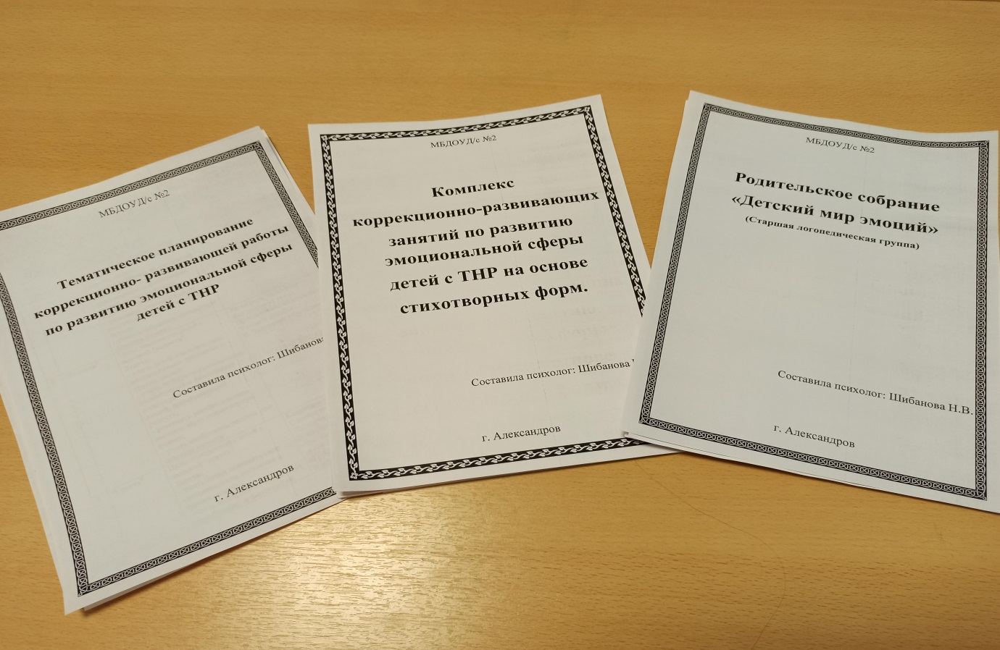 МБДОУД/с №2
Тематическое планирование
коррекционно- развивающей работы
по развитию эмоциональной сферы
детей с ТНР
Составила психолог: Шибанова
г. Александров
МБДОУД/с №2
Комплекс
коррекционно-развивающих
занятий по развитию
эмоциональной сферы
детей с ТНР на основе
стихотворных форм.
Составила психолог: Шибанова
г. Александров
МБДОУД/с №2
Родительское собрание
«Детский мир эмоций»
(Старшая логопедическая группа)
Составила психолог: Шибанова Н.В.
г. Александров